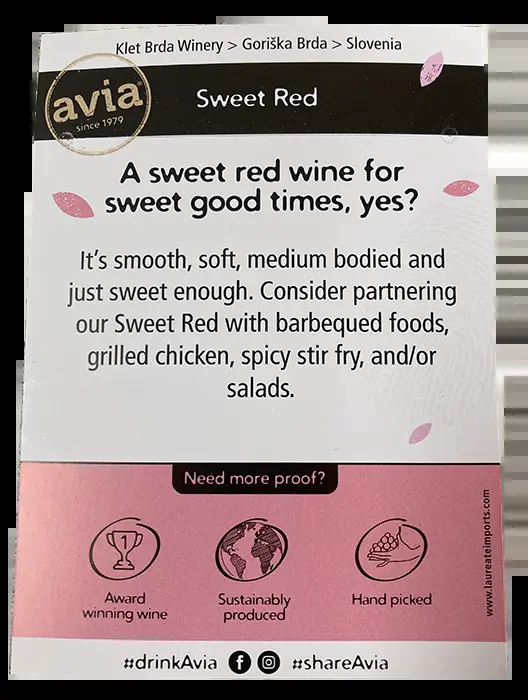 Klet Brda Winery > Goriška Brda > Slovenia
avia
since 1979
Sweet Red
A sweet red wine for
sweet good times, yes?
It's smooth, soft, medium bodied and
just sweet enough. Consider partnering
our Sweet Red with barbequed foods,
grilled chicken, spicy stir fry, and/or
salads.
Need more proof?
1
Award
winning wine
Sustainably
produced
Hand picked
www.laureateimports.com
#drinkAvia
#shareAvia